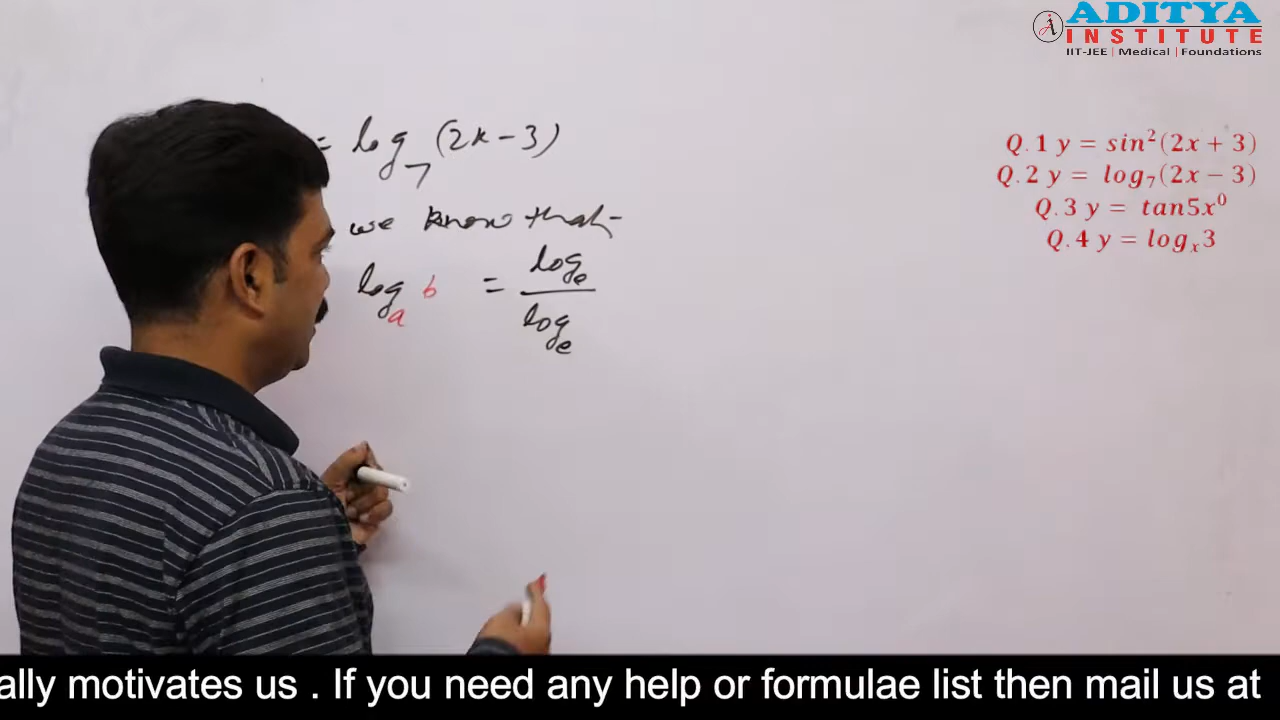 ADITYA
INSTITUTE
IIT-JEE | Medical | Foundations
= log₇ (2x - 3)
we know that -
logₐ b = logₑ / logₑ
Q.1 y = sin²(2x + 3)
Q.2 y = log₇(2x − 3)
Q.3 y = tan5x⁰
Q.4 y = logₓ3
ally motivates us . If you need any help or formulae list then mail us at